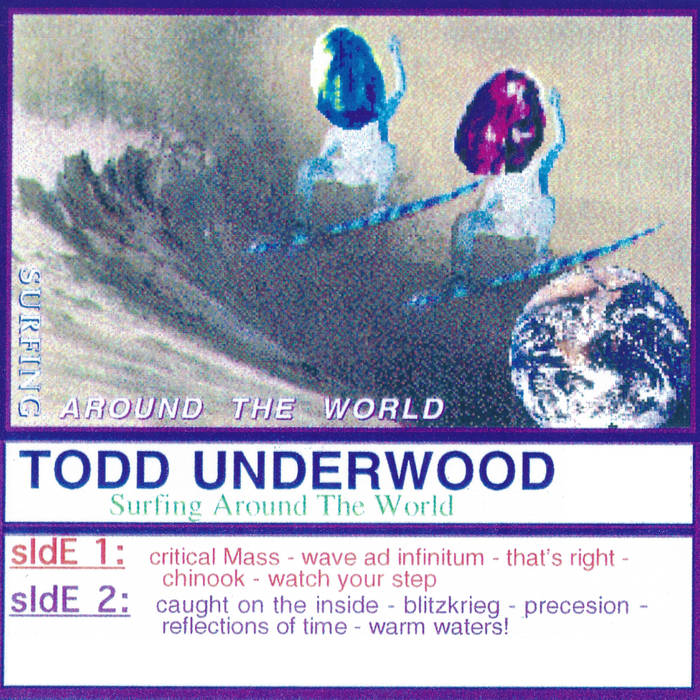 SURFING
AROUND THE WORLD
TODD UNDERWOOD
Surfing Around The World
sIdE 1: critical Mass - wave ad infinitum - that's right -
chinook - watch your step
sIdE 2: caught on the inside - blitzkrieg - precesion -
reflections of time - warm waters!